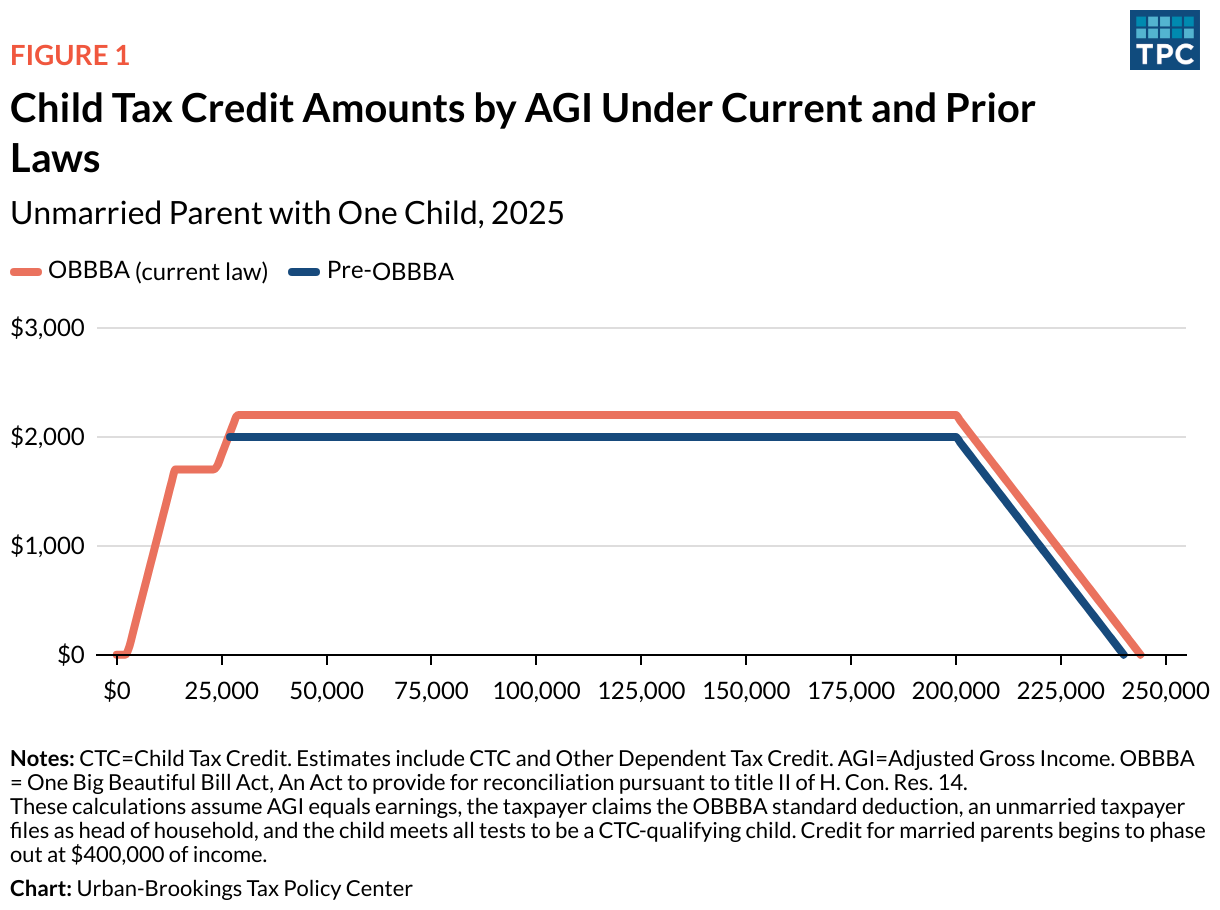 TPC
FIGURE 1
Child Tax Credit Amounts by AGI Under Current and Prior
Laws
Unmarried Parent with One Child, 2025
OBBBA (current law) Pre-OBBBA
$3,000
$2,000
$1,000
$0
$0 25,000 50,000 75,000 100,000 125,000 150,000 175,000 200,000 225,000 250,000
Notes: CTC=Child Tax Credit. Estimates include CTC and Other Dependent Tax Credit. AGI=Adjusted Gross Income. OBBBA
= One Big Beautiful Bill Act, An Act to provide for reconciliation pursuant to title II of H. Con. Res. 14.
These calculations assume AGI equals earnings, the taxpayer claims the OBBBA standard deduction, an unmarried taxpayer
files as head of household, and the child meets all tests to be a CTC-qualifying child. Credit for married parents begins to phase
out at $400,000 of income.
Chart: Urban-Brookings Tax Policy Center